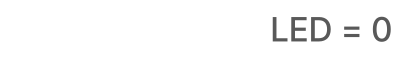 LED = 0